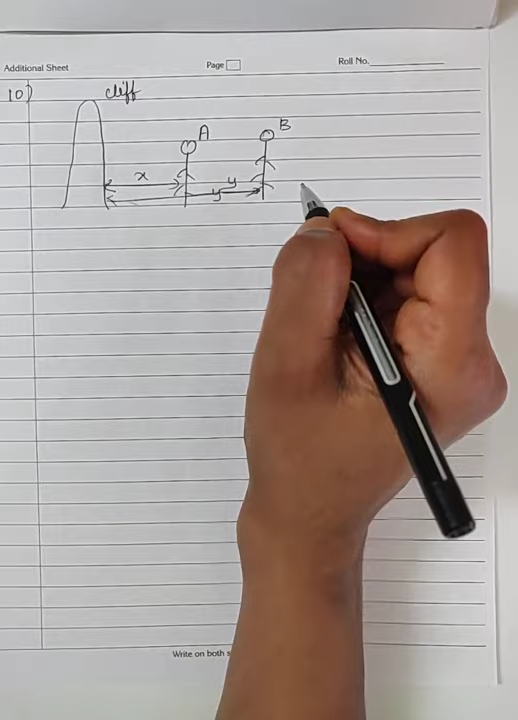 Additional Sheet Page Roll No.
10) cliff
A B
x y
y
Write on both s